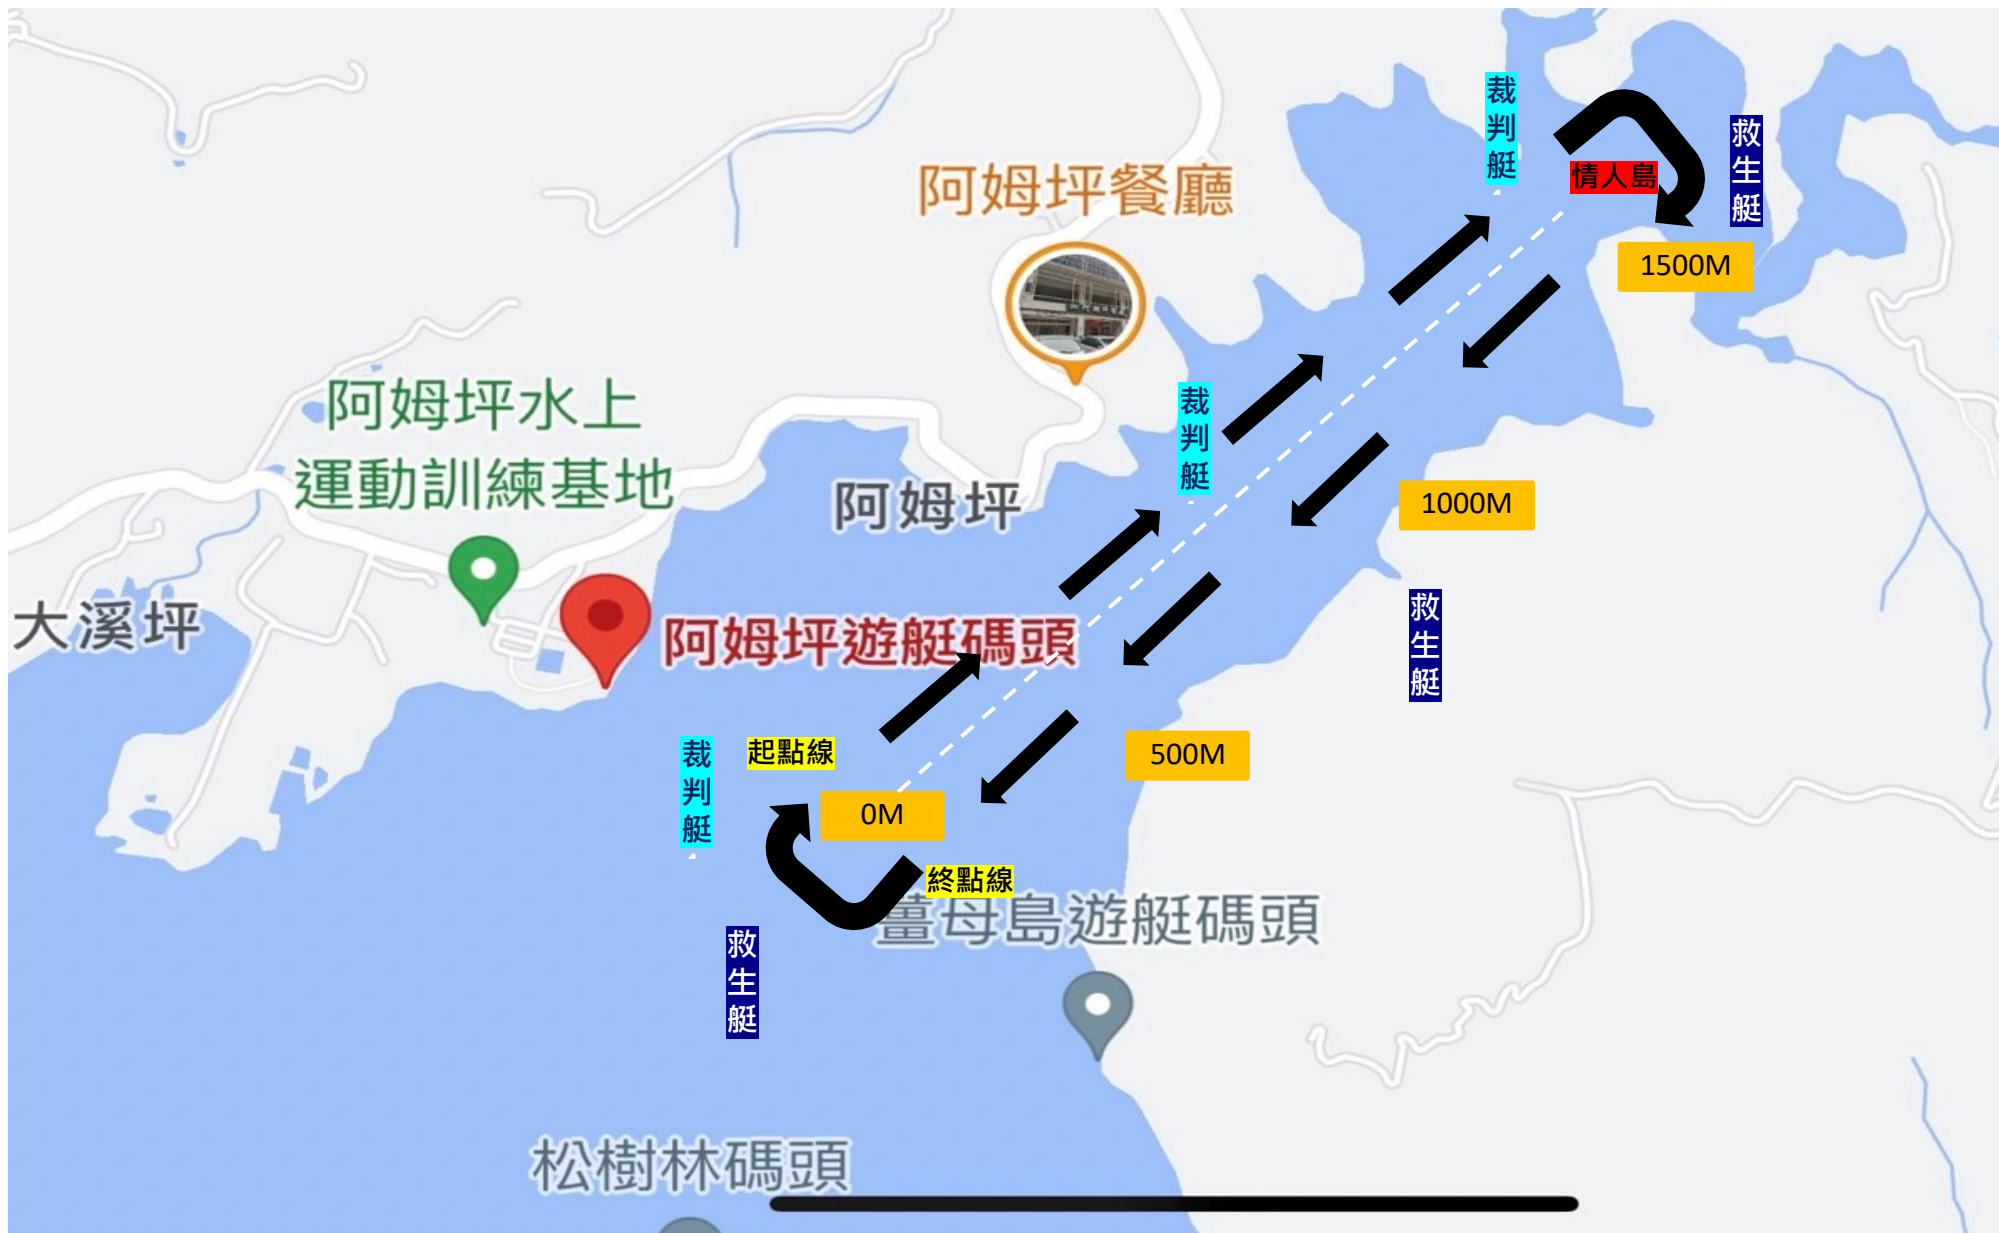 裁判艇
救生艇
情人島
阿姆坪餐廳
1500M
阿姆坪水上
運動訓練基地
裁判艇
阿姆坪
1000M
大溪坪
阿姆坪遊艇碼頭
救生艇
裁判艇
起點線
500M
0M
終點線
薑母島遊艇碼頭
救生艇
松樹林碼頭